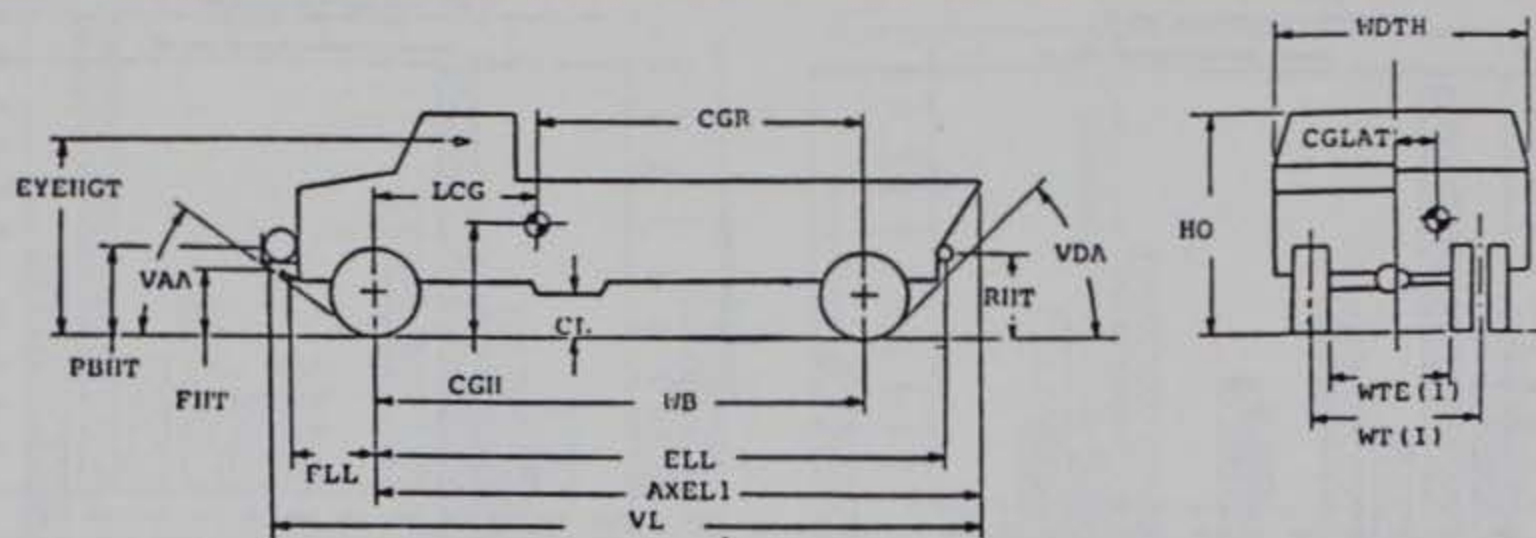 WDTH
CGR
CGLAT
EYEHGT
LCG
HO
VAA
VDA
RHT
CL
PBHT
FHT
CGH
WB
WTE(I)
WT(I)
FLL
ELL
AXEL1
VL